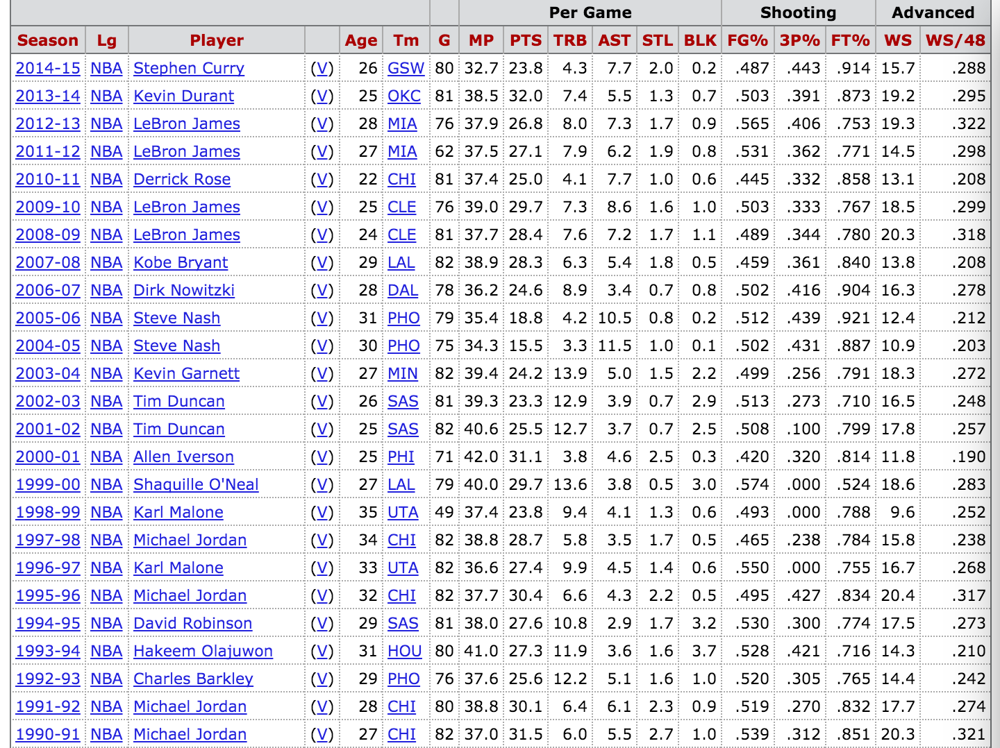 Per Game Shooting Advanced
Season Lg Player Age Tm G MP PTS TRB AST STL BLK FG% 3P% FT% WS WS/48
2014-15 NBA Stephen Curry (V) 26 GSW 80 32.7 23.8 4.3 7.7 2.0 0.2 .487 .443 .914 15.7 .288
2013-14 NBA Kevin Durant (V) 25 OKC 81 38.5 32.0 7.4 5.5 1.3 0.7 .503 .391 .873 19.2 .295
2012-13 NBA LeBron James (V) 28 MIA 76 37.9 26.8 8.0 7.3 1.7 0.9 .565 .406 .753 19.3 .322
2011-12 NBA LeBron James (V) 27 MIA 62 37.5 27.1 7.9 6.2 1.9 0.8 .531 .362 .771 14.5 .298
2010-11 NBA Derrick Rose (V) 22 CHI 81 37.4 25.0 4.1 7.7 1.0 0.6 .445 .332 .858 13.1 .208
2009-10 NBA LeBron James (V) 25 CLE 76 39.0 29.7 7.3 8.6 1.6 1.0 .503 .333 .767 18.5 .299
2008-09 NBA LeBron James (V) 24 CLE 81 37.7 28.4 7.6 7.2 1.7 1.1 .489 .344 .780 20.3 .318
2007-08 NBA Kobe Bryant (V) 29 LAL 82 38.9 28.3 6.3 5.4 1.8 0.5 .459 .361 .840 13.8 .208
2006-07 NBA Dirk Nowitzki (V) 28 DAL 78 36.2 24.6 8.9 3.4 0.7 0.8 .502 .416 .904 16.3 .278
2005-06 NBA Steve Nash (V) 31 PHO 79 35.4 18.8 4.2 10.5 0.8 0.2 .512 .439 .921 12.4 .212
2004-05 NBA Steve Nash (V) 30 PHO 75 34.3 15.5 3.3 11.5 1.0 0.1 .502 .431 .887 10.9 .203
2003-04 NBA Kevin Garnett (V) 27 MIN 82 39.4 24.2 13.9 5.0 1.5 2.2 .499 .256 .791 18.3 .272
2002-03 NBA Tim Duncan (V) 26 SAS 81 39.3 23.3 12.9 3.9 0.7 2.9 .513 .273 .710 16.5 .248
2001-02 NBA Tim Duncan (V) 25 SAS 82 40.6 25.5 12.7 3.7 0.7 2.5 .508 .100 .799 17.8 .257
2000-01 NBA Allen Iverson (V) 25 PHI 71 42.0 31.1 3.8 4.6 2.5 0.3 .420 .320 .814 11.8 .190
1999-00 NBA Shaquille O'Neal (V) 27 LAL 79 40.0 29.7 13.6 3.8 0.5 3.0 .574 .000 .524 18.6 .283
1998-99 NBA Karl Malone (V) 35 UTA 49 37.4 23.8 9.4 4.1 1.3 0.6 .493 .000 .788 9.6 .252
1997-98 NBA Michael Jordan (V) 34 CHI 82 38.8 28.7 5.8 3.5 1.7 0.5 .465 .238 .784 15.8 .238
1996-97 NBA Karl Malone (V) 33 UTA 82 36.6 27.4 9.9 4.5 1.4 0.6 .550 .000 .755 16.7 .268
1995-96 NBA Michael Jordan (V) 32 CHI 82 37.7 30.4 6.6 4.3 2.2 0.5 .495 .427 .834 20.4 .317
1994-95 NBA David Robinson (V) 29 SAS 81 38.0 27.6 10.8 2.9 1.7 3.2 .530 .300 .774 17.5 .273
1993-94 NBA Hakeem Olajuwon (V) 31 HOU 80 41.0 27.3 11.9 3.6 1.6 3.7 .528 .421 .716 14.3 .210
1992-93 NBA Charles Barkley (V) 29 PHO 76 37.6 25.6 12.2 5.1 1.6 1.0 .520 .305 .765 14.4 .242
1991-92 NBA Michael Jordan (V) 28 CHI 80 38.8 30.1 6.4 6.1 2.3 0.9 .519 .270 .832 17.7 .274
1990-91 NBA Michael Jordan (V) 27 CHI 82 37.0 31.5 6.0 5.5 2.7 1.0 .539 .312 .851 20.3 .321